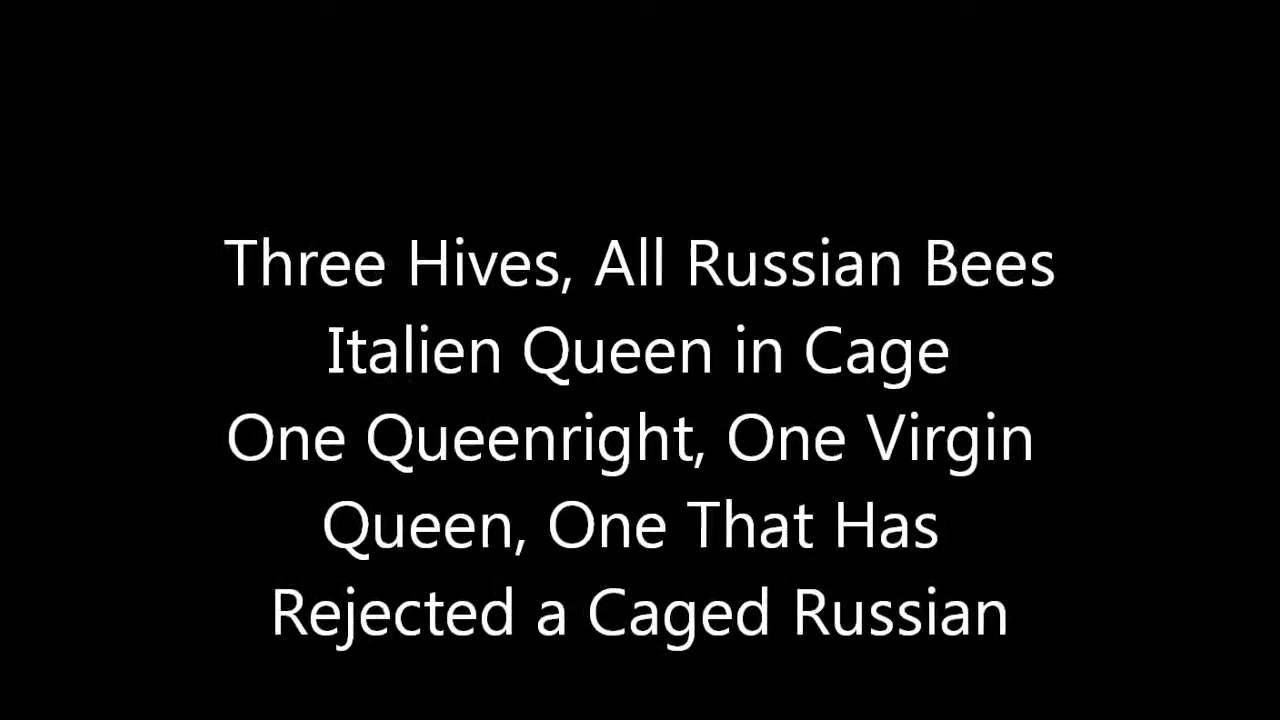 Three Hives, All Russian Bees
Italien Queen in Cage
One Queenright, One Virgin
Queen, One That Has
Rejected a Caged Russian